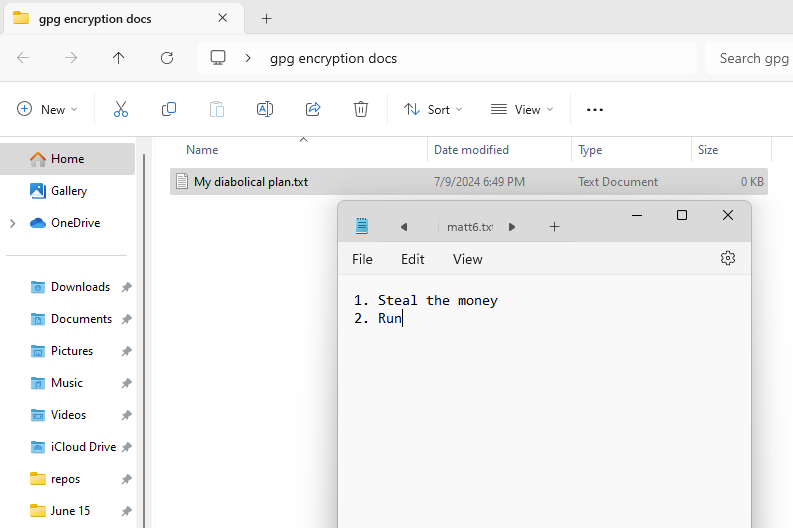 gpg encryption docs
gpg encryption docs
Search gpg
New
Sort
View
Name
Date modified
Type
Size
My diabolical plan.txt
7/9/2024 6:49 PM
Text Document
0 KB
Home
Gallery
OneDrive
Downloads
Documents
Pictures
Music
Videos
iCloud Drive
repos
June 15
matt6.txt
File
Edit
View
1. Steal the money
2. Run